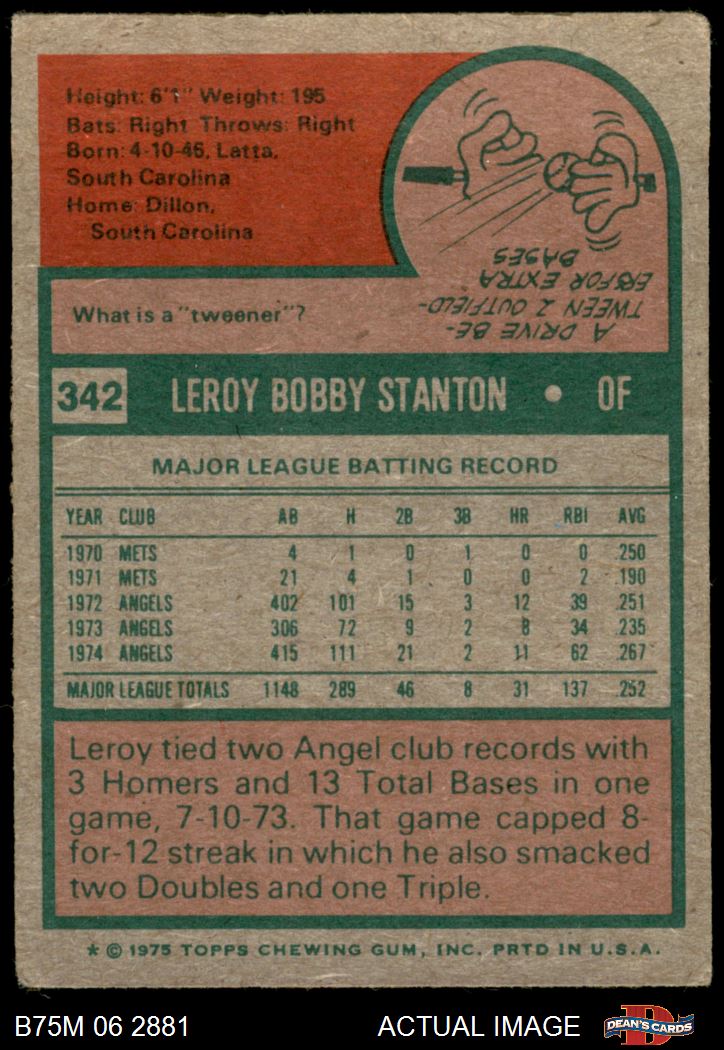 Height: 6'1" Weight: 195
Bats: Right Throws: Right
Born: 4-10-46, Latta,
South Carolina
Home: Dillon,
South Carolina
What is a "tweener"?
A DRIVE BE-
TWEEN 2 OUTFIELD-
ERS FOR EXTRA
BASES
342 LEROY BOBBY STANTON • OF
MAJOR LEAGUE BATTING RECORD
YEAR CLUB AB H 2B 3B HR RBI AVG
1970 METS 4 1 0 1 0 0 .250
1971 METS 21 4 1 0 0 2 .190
1972 ANGELS 402 101 15 3 12 39 .251
1973 ANGELS 306 72 9 2 8 34 .235
1974 ANGELS 415 111 21 2 11 62 .267
MAJOR LEAGUE TOTALS 1148 289 46 8 31 137 .252
Leroy tied two Angel club records with
3 Homers and 13 Total Bases in one
game, 7-10-73. That game capped 8-
for-12 streak in which he also smacked
two Doubles and one Triple.
* © 1975 TOPPS CHEWING GUM, INC. PRTD IN U.S.A.
B75M 06 2881 ACTUAL IMAGE DEAN'S CARDS